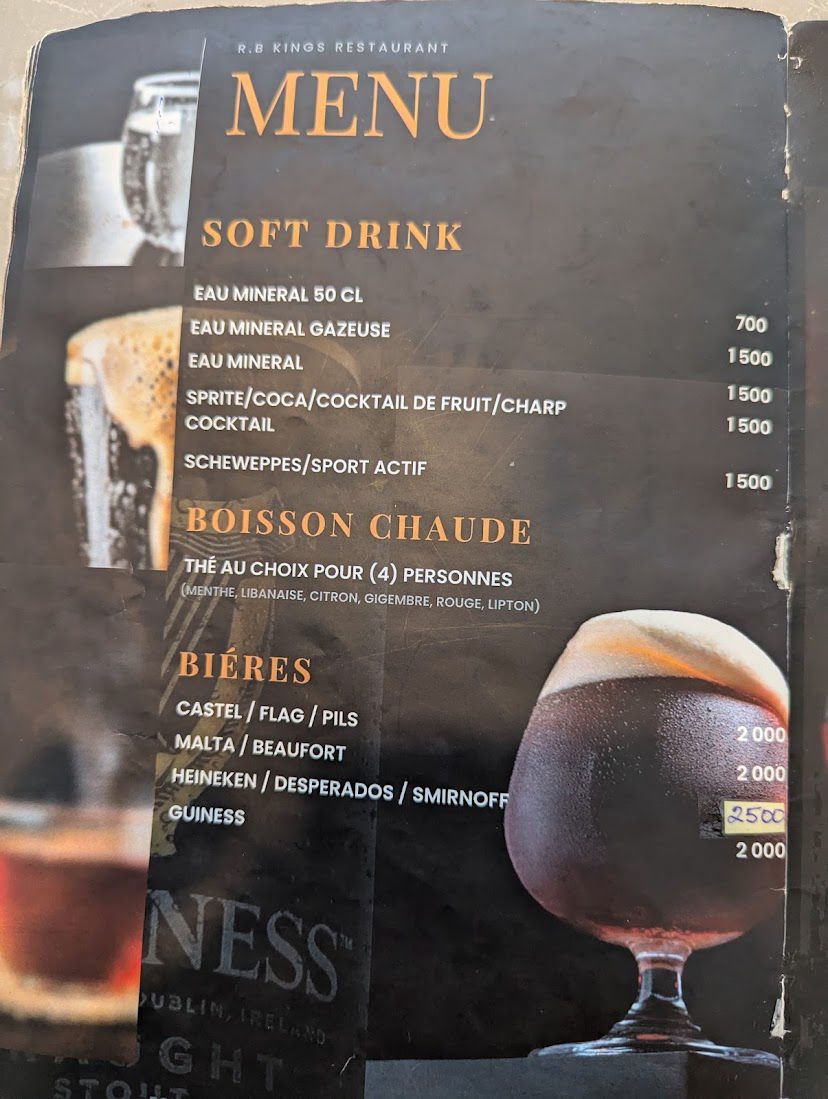 R.B KINGS RESTAURANT
MENU
SOFT DRINK
EAU MINERAL 50 CL 700
EAU MINERAL GAZEUSE 1 500
EAU MINERAL 1 500
SPRITE/COCA/COCKTAIL DE FRUIT/CHARP 1 500
COCKTAIL
SCHEWEPPES/SPORT ACTIF 1 500
BOISSON CHAUDE
THÉ AU CHOIX POUR (4) PERSONNES
(MENTHE, LIBANAISE, CITRON, GIGEMBRE, ROUGE, LIPTON)
BIÉRES
CASTEL / FLAG / PILS 2 000
MALTA / BEAUFORT 2 000
HEINEKEN / DESPERADOS / SMIRNOFF 2500
GUINESS 2 000
NESS™
DUBLIN, IRELAND
GHT
STOUT